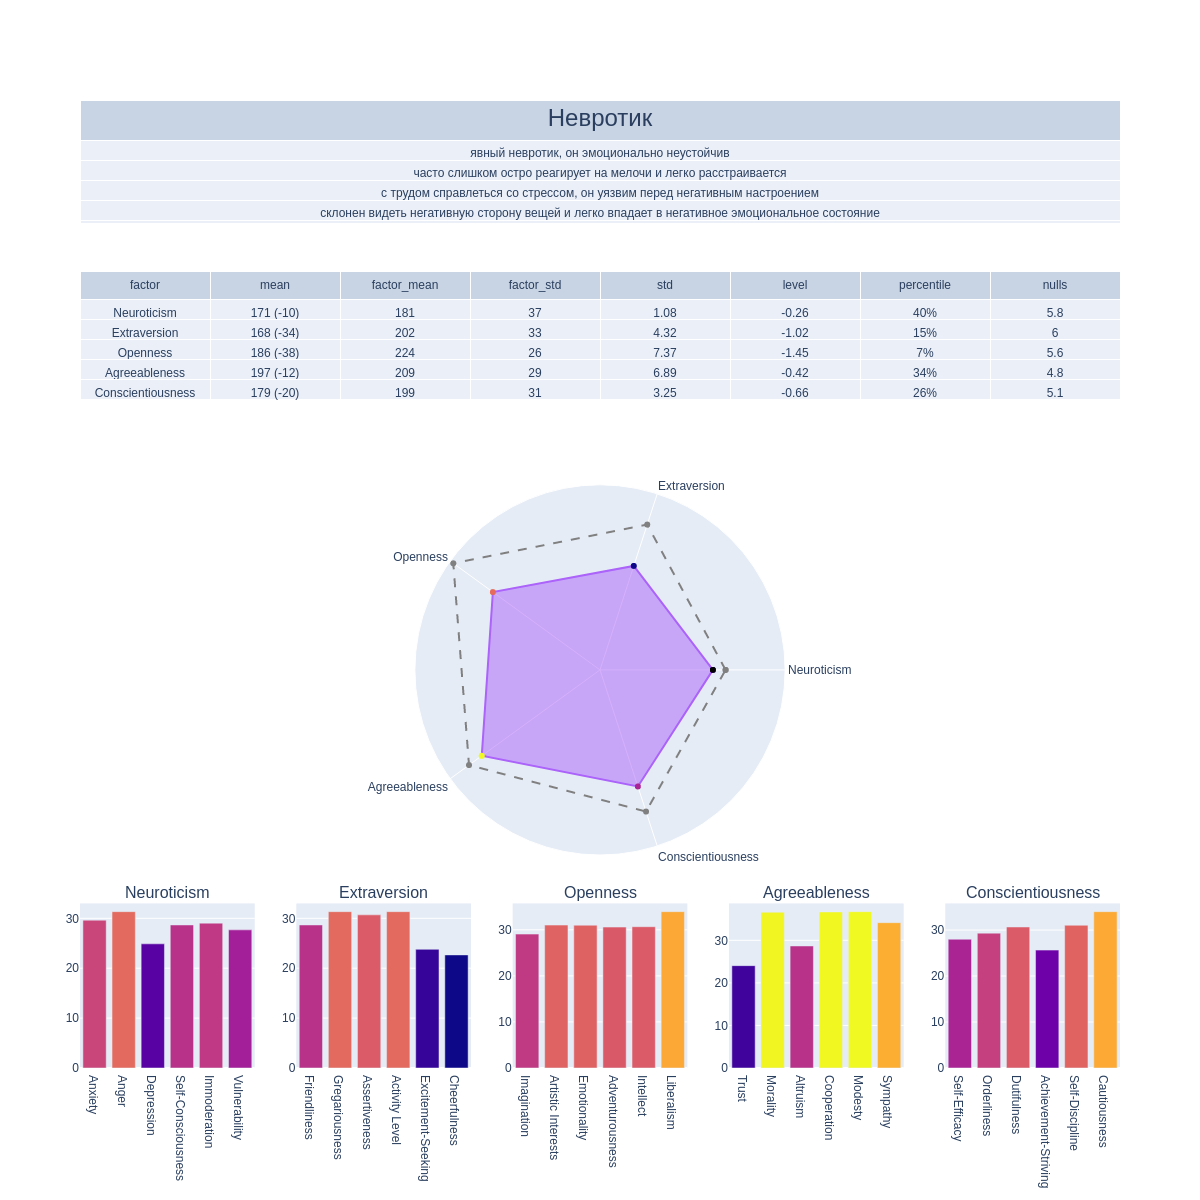 Невротик
явный невротик, он эмоционально неустойчив
часто слишком остро реагирует на мелочи и легко расстраивается
с трудом справлеться со стрессом, он уязвим перед негативным настроением
склонен видеть негативную сторону вещей и легко впадает в негативное эмоциональное состояние
factor mean factor_mean factor_std std level percentile nulls
Neuroticism 171 (-10) 181 37 1.08 -0.26 40% 5.8
Extraversion 168 (-34) 202 33 4.32 -1.02 15% 6
Openness 186 (-38) 224 26 7.37 -1.45 7% 5.6
Agreeableness 197 (-12) 209 29 6.89 -0.42 34% 4.8
Conscientiousness 179 (-20) 199 31 3.25 -0.66 26% 5.1
Extraversion
Openness
Neuroticism
Agreeableness
Conscientiousness
Neuroticism
30
20
10
0
Anxiety
Anger
Depression
Self-Consciousness
Immoderation
Vulnerability
Extraversion
30
20
10
0
Friendliness
Gregariousness
Assertiveness
Activity Level
Excitement-Seeking
Cheerfulness
Openness
30
20
10
0
Imagination
Artistic Interests
Emotionality
Adventurousness
Intellect
Liberalism
Agreeableness
30
20
10
0
Trust
Morality
Altruism
Cooperation
Modesty
Sympathy
Conscientiousness
30
20
10
0
Self-Efficacy
Orderliness
Dutifulness
Achievement-Striving
Self-Discipline
Cautiousness